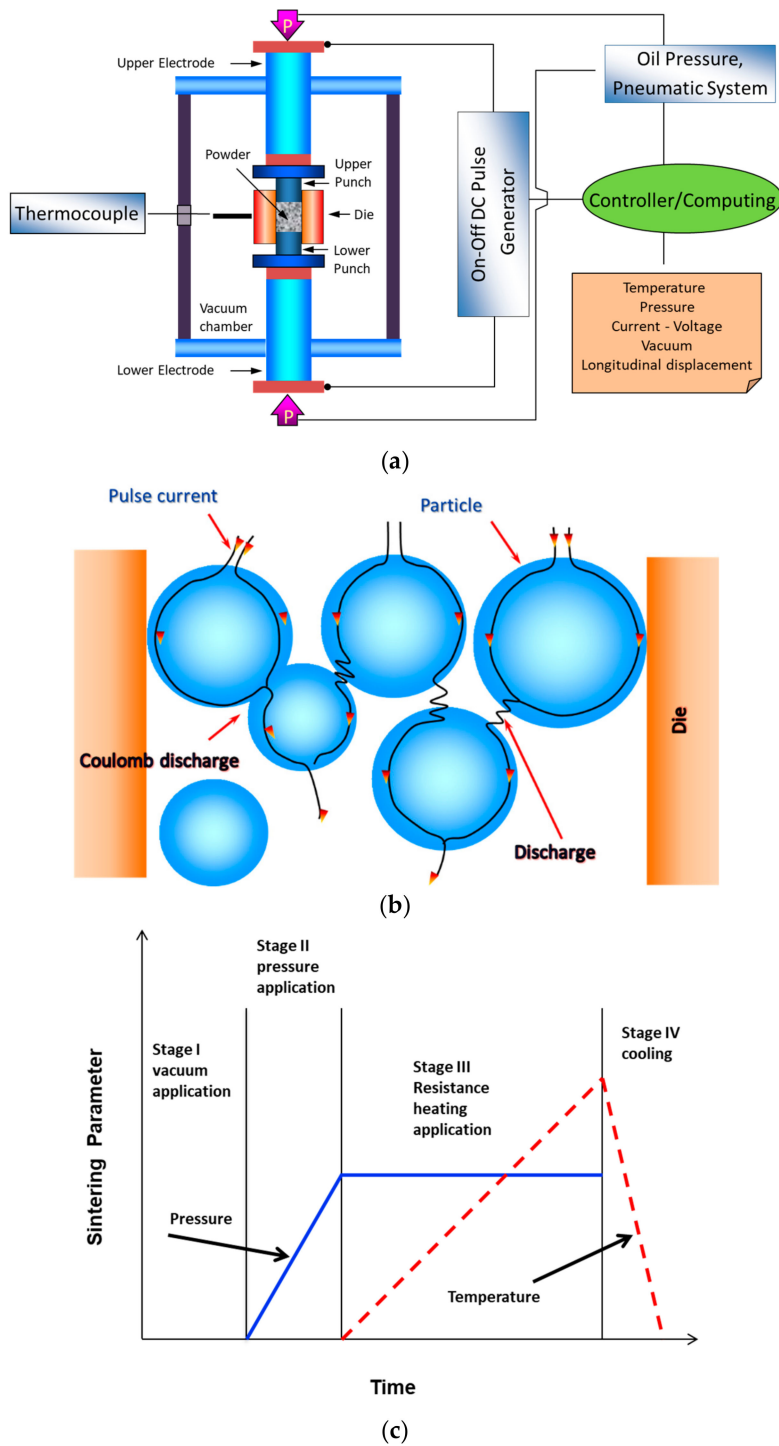 P
Upper Electrode
Oil Pressure,
Pneumatic System
Powder
Upper
Punch
On-Off DC Pulse
Generator
Controller/Computing
Thermocouple
Die
Lower
Punch
Vacuum
chamber
Temperature
Pressure
Current - Voltage
Vacuum
Longitudinal displacement
Lower Electrode
P
(a)
Pulse current
Particle
Coulomb discharge
Die
Discharge
(b)
Stage II
pressure
application
Stage I
vacuum
application
Stage III
Resistance
heating
application
Stage IV
cooling
Sintering Parameter
Pressure
Temperature
Time
(c)